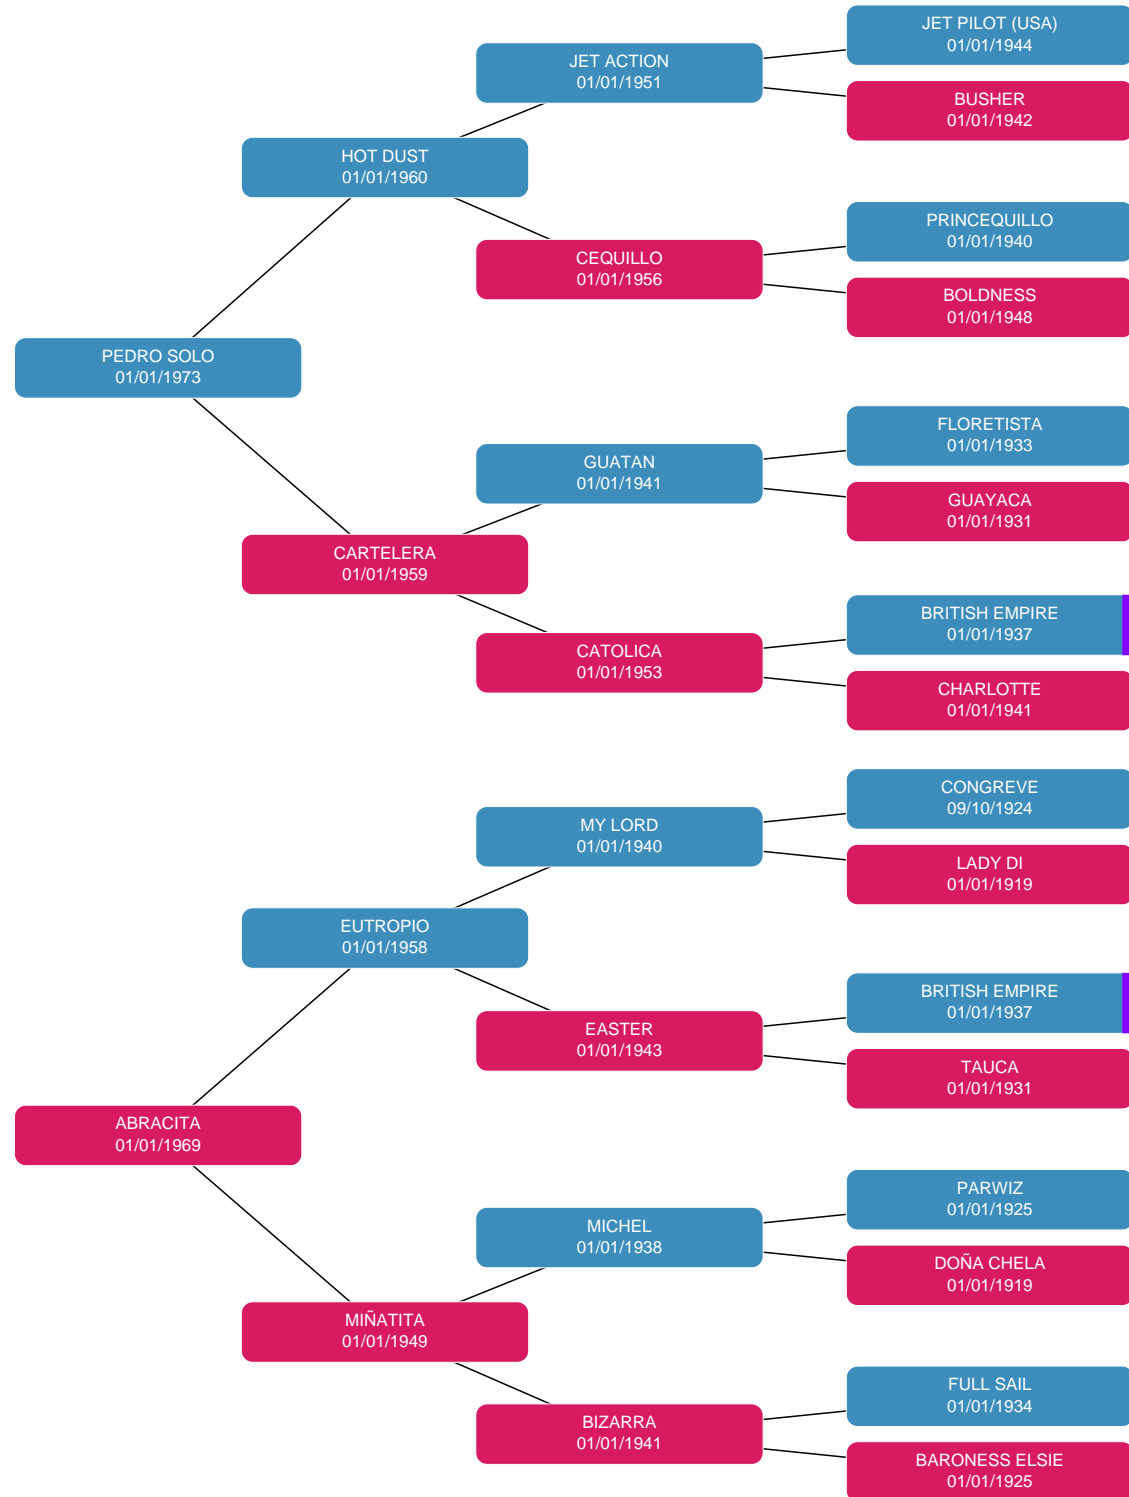 JET PILOT (USA)
01/01/1944
JET ACTION
01/01/1951
BUSHER
01/01/1942
HOT DUST
01/01/1960
PRINCEQUILLO
01/01/1940
CEQUILLO
01/01/1956
BOLDNESS
01/01/1948
PEDRO SOLO
01/01/1973
FLORETISTA
01/01/1933
GUATAN
01/01/1941
GUAYACA
01/01/1931
CARTELERA
01/01/1959
BRITISH EMPIRE
01/01/1937
CATOLICA
01/01/1953
CHARLOTTE
01/01/1941
CONGREVE
09/10/1924
MY LORD
01/01/1940
LADY DI
01/01/1919
EUTROPIO
01/01/1958
BRITISH EMPIRE
01/01/1937
EASTER
01/01/1943
TAUCA
01/01/1931
ABRACITA
01/01/1969
PARWIZ
01/01/1925
MICHEL
01/01/1938
DOÑA CHELA
01/01/1919
MIÑATITA
01/01/1949
FULL SAIL
01/01/1934
BIZARRA
01/01/1941
BARONESS ELSIE
01/01/1925